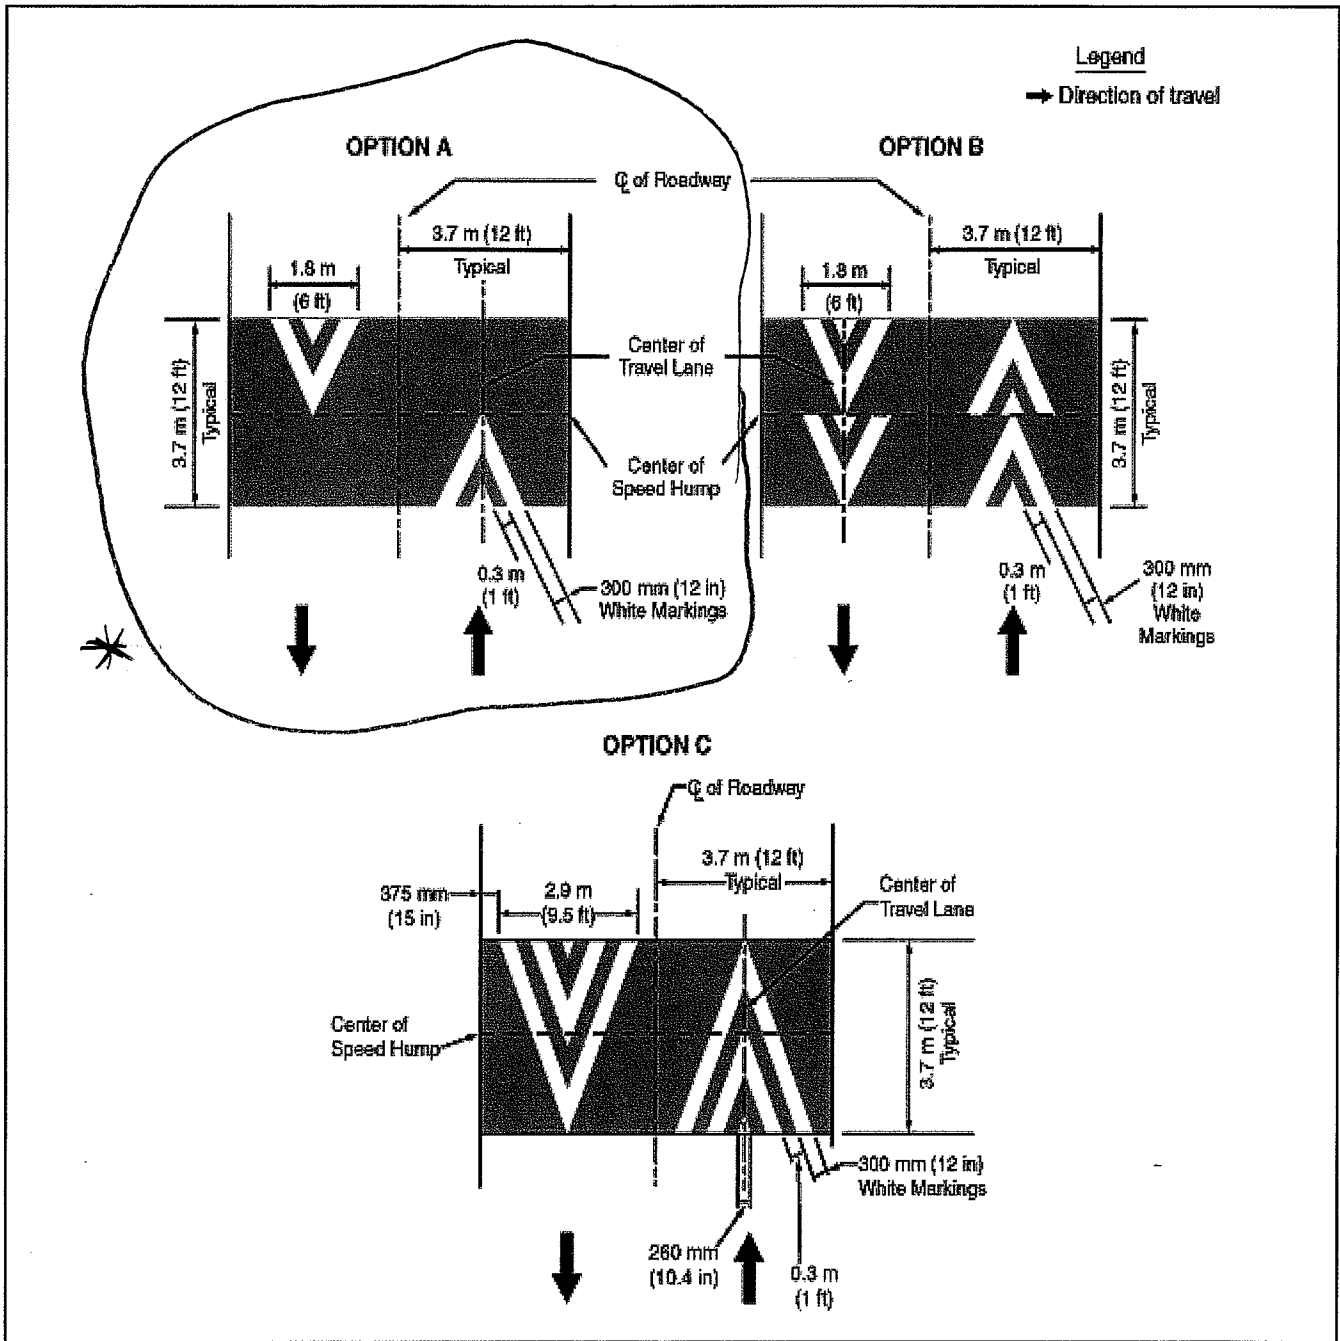 Legend
→ Direction of travel
OPTION A
OPTION B
℄ of Roadway
3.7 m (12 ft)
Typical
1.8 m
(6 ft)
3.7 m (12 ft)
Typical
Center of
Travel Lane
Center of
Speed Hump
0.3 m
(1 ft)
300 mm (12 in)
White Markings
3.7 m (12 ft)
Typical
1.8 m
(6 ft)
3.7 m (12 ft)
Typical
0.3 m
(1 ft)
300 mm
(12 in)
White
Markings
OPTION C
℄ of Roadway
3.7 m (12 ft)
Typical
375 mm
(15 in)
2.9 m
(9.5 ft)
Center of
Travel Lane
Center of
Speed Hump
3.7 m (12 ft)
Typical
300 mm (12 in)
White Markings
260 mm
(10.4 in)
0.3 m
(1 ft)